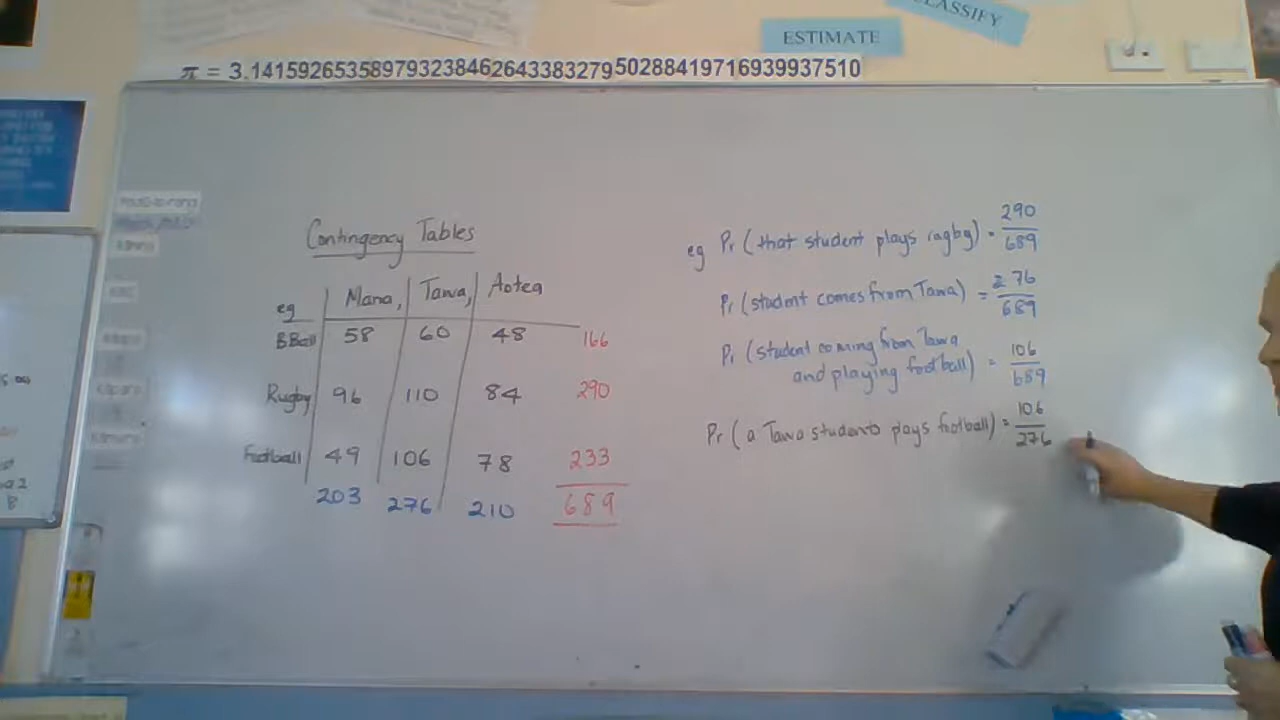 CLASSIFY
ESTIMATE
π = 3.14159265358979323846264338327950288419716939937510
Contingency Tables
eg Mana, Tawa, Aotea
BBall 58 60 48 166
Rugby 96 110 84 290
Football 49 106 78 233
203 276 210 689
eg Pr (that student plays rugby) = 290/689
Pr (student comes from Tawa) = 276/689
Pr (student coming from Tawa
and playing football) = 106/689
Pr (a Tawa students plays football) = 106/276